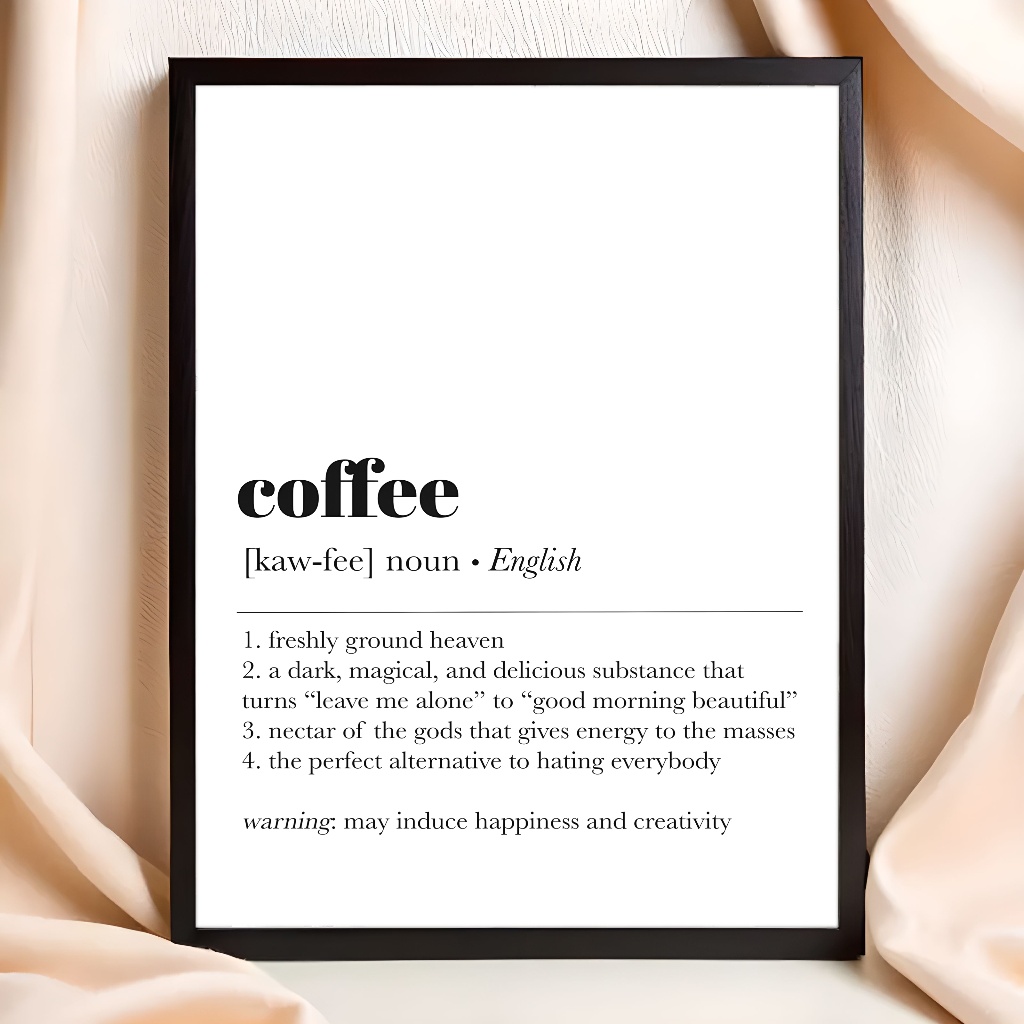 coffee
[kaw-fee] noun • English
1. freshly ground heaven
2. a dark, magical, and delicious substance that
turns “leave me alone” to “good morning beautiful”
3. nectar of the gods that gives energy to the masses
4. the perfect alternative to hating everybody
warning: may induce happiness and creativity